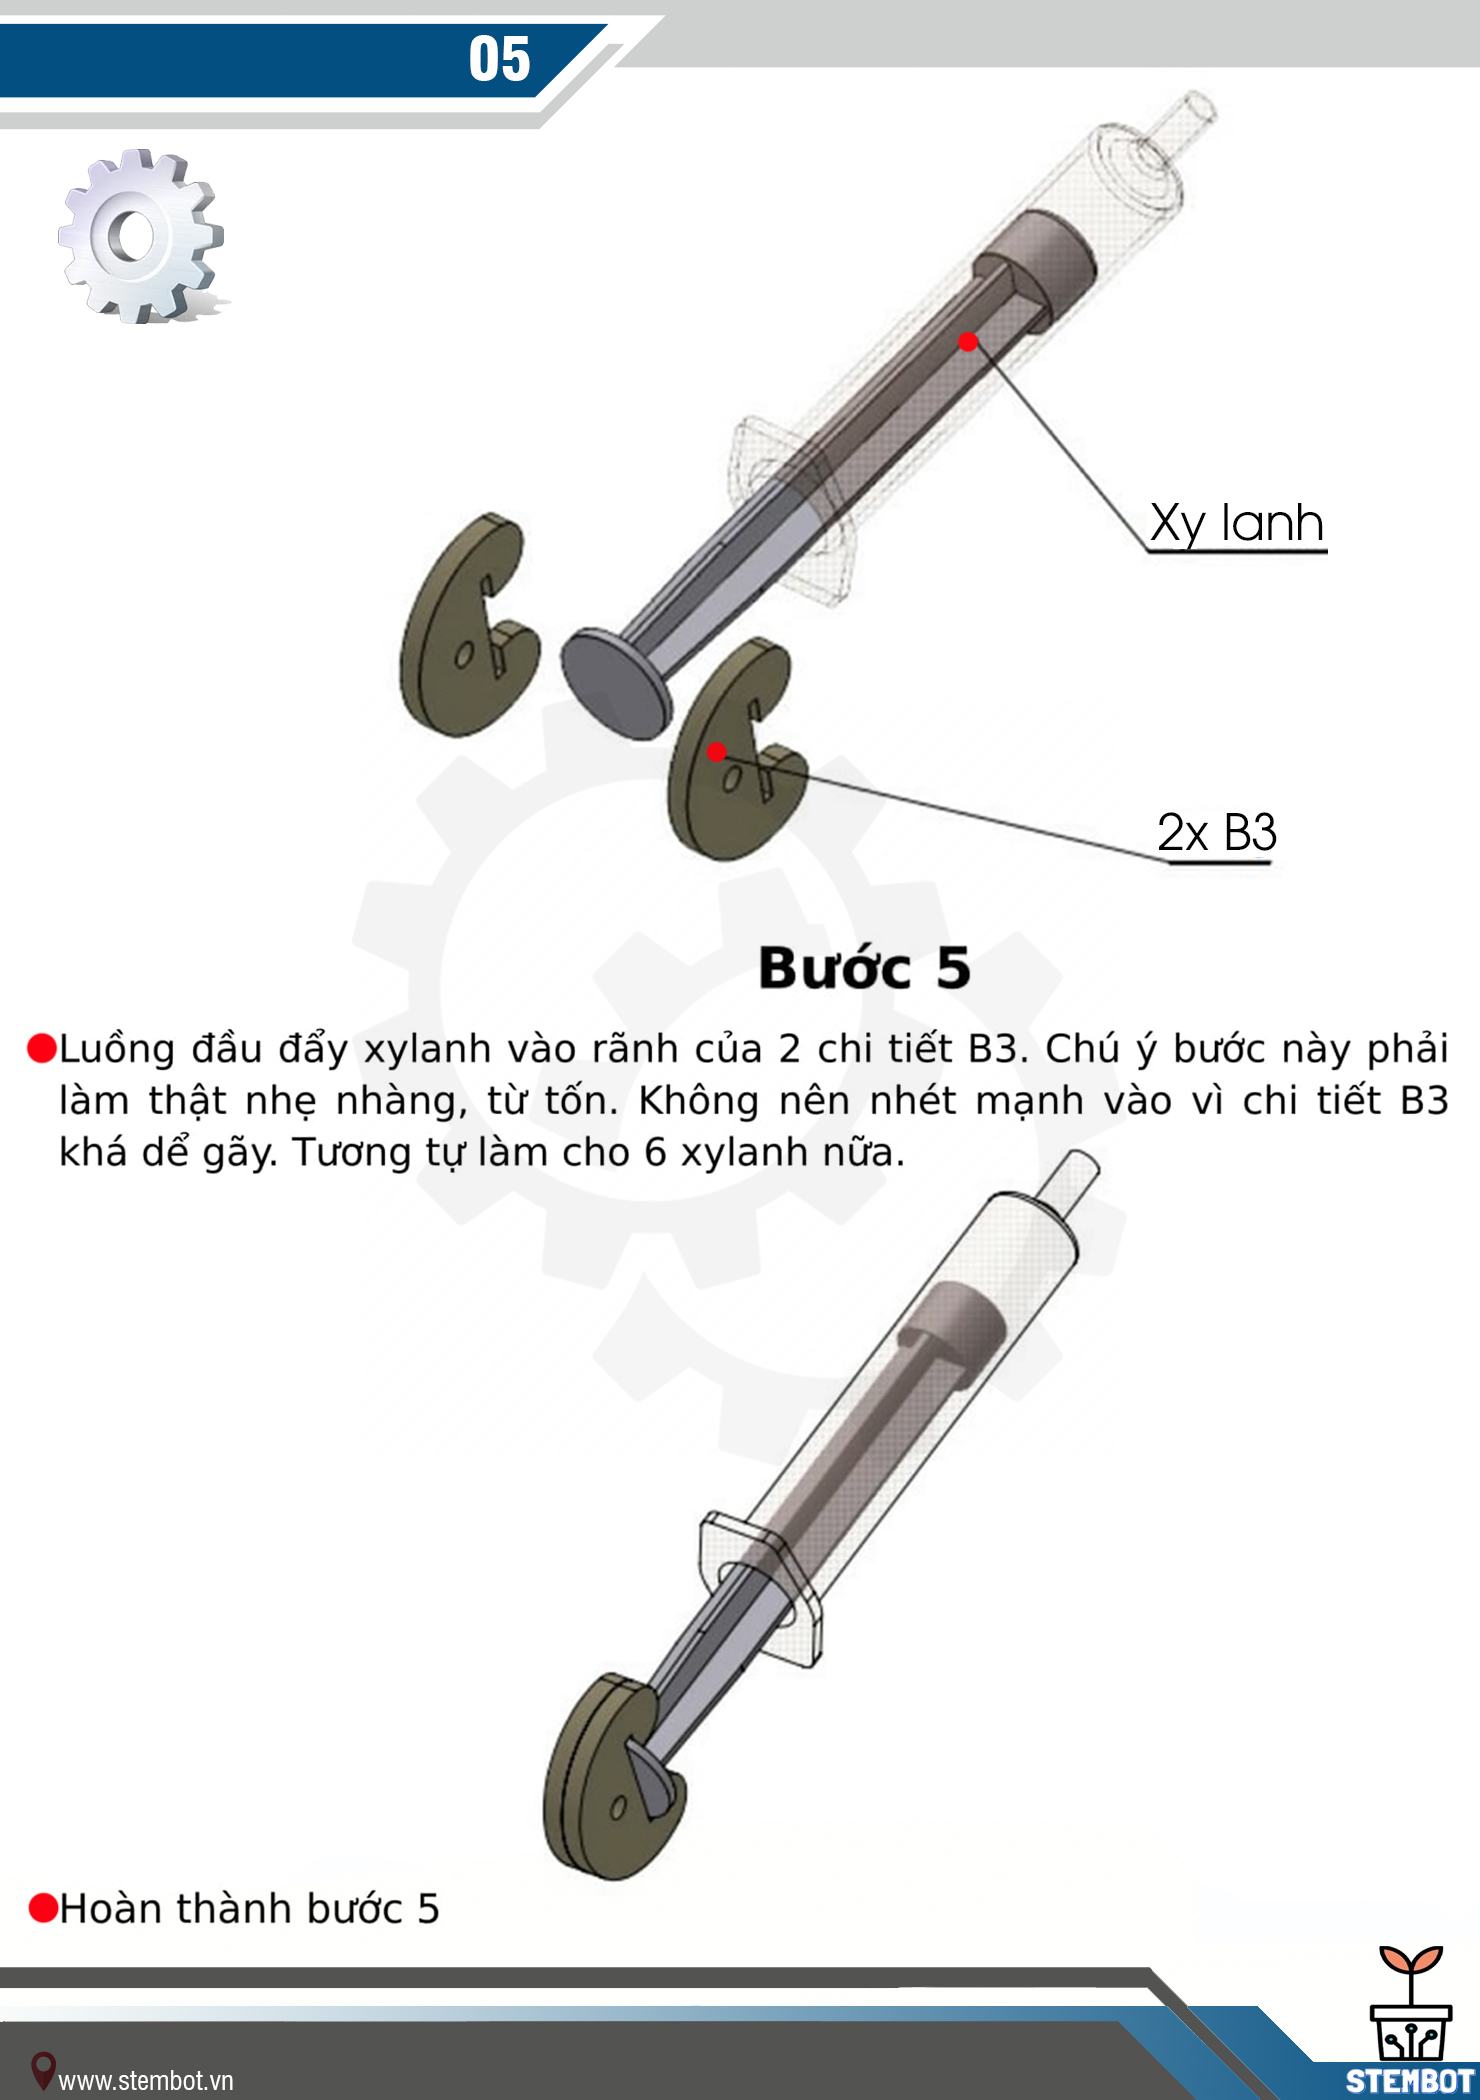 05
Xy lanh
2x B3
Bước 5
Luồng đầu đẩy xylanh vào rãnh của 2 chi tiết B3. Chú ý bước này phải
làm thật nhẹ nhàng, từ tốn. Không nên nhét mạnh vào vì chi tiết B3
khá dể gãy. Tương tự làm cho 6 xylanh nữa.
Hoàn thành bước 5
www.stembot.vn
STEMBOT